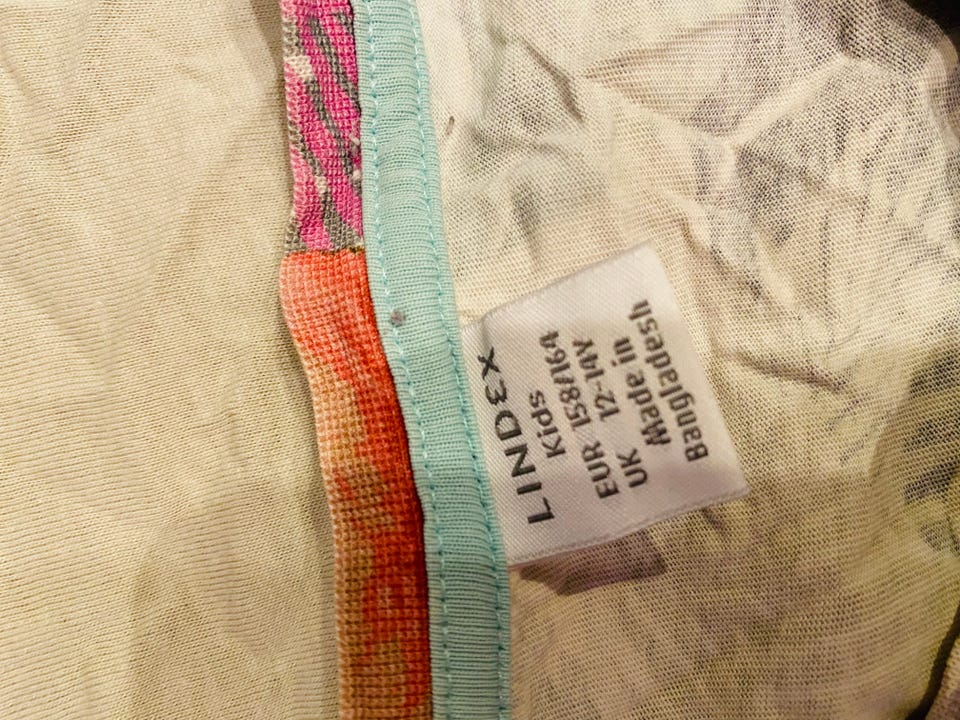 LINDEX
Kids
EUR 158/164
UK 12-14Y
Made in
Bangladesh